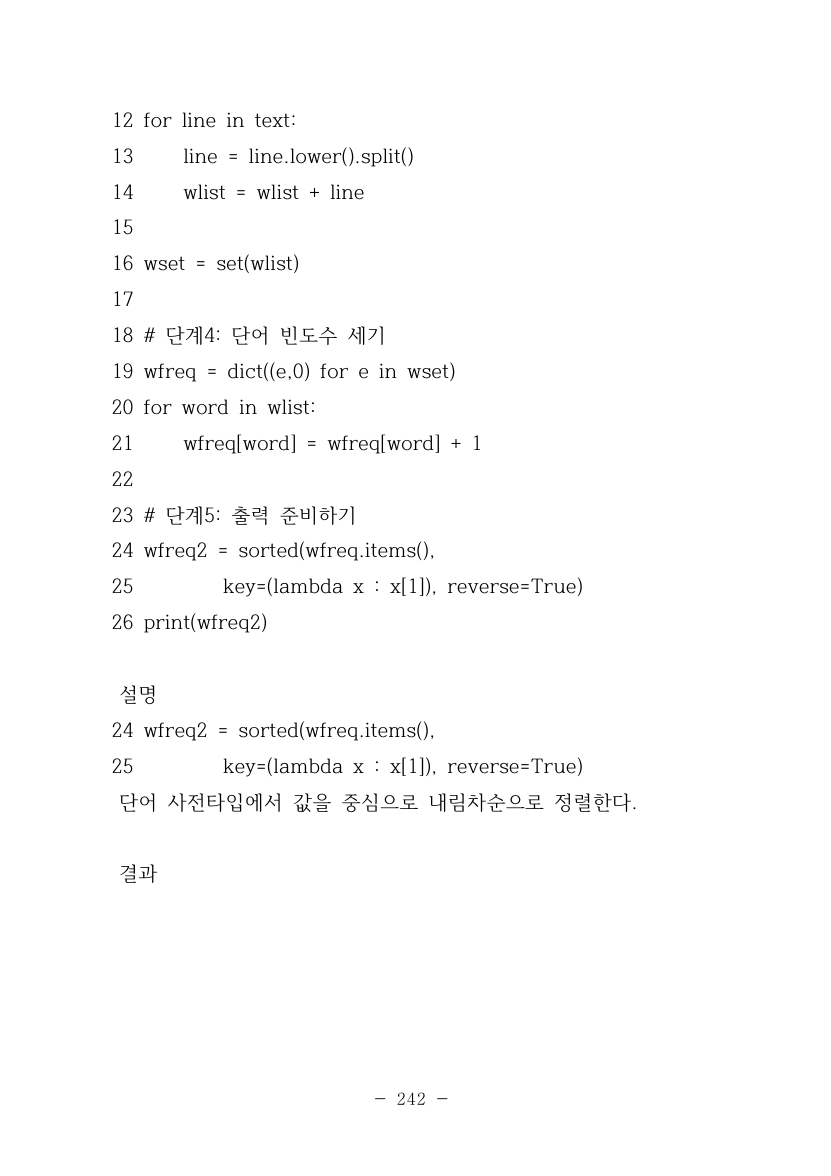 12 for line in text:
13     line = line.lower().split()
14     wlist = wlist + line
15
16 wset = set(wlist)
17
18 # 단계4: 단어 빈도수 세기
19 wfreq = dict((e,0) for e in wset)
20 for word in wlist:
21     wfreq[word] = wfreq[word] + 1
22
23 # 단계5: 출력 준비하기
24 wfreq2 = sorted(wfreq.items(),
25         key=(lambda x : x[1]), reverse=True)
26 print(wfreq2)
설명
24 wfreq2 = sorted(wfreq.items(),
25         key=(lambda x : x[1]), reverse=True)
단어 사전타입에서 값을 중심으로 내림차순으로 정렬한다.
결과
- 242 -